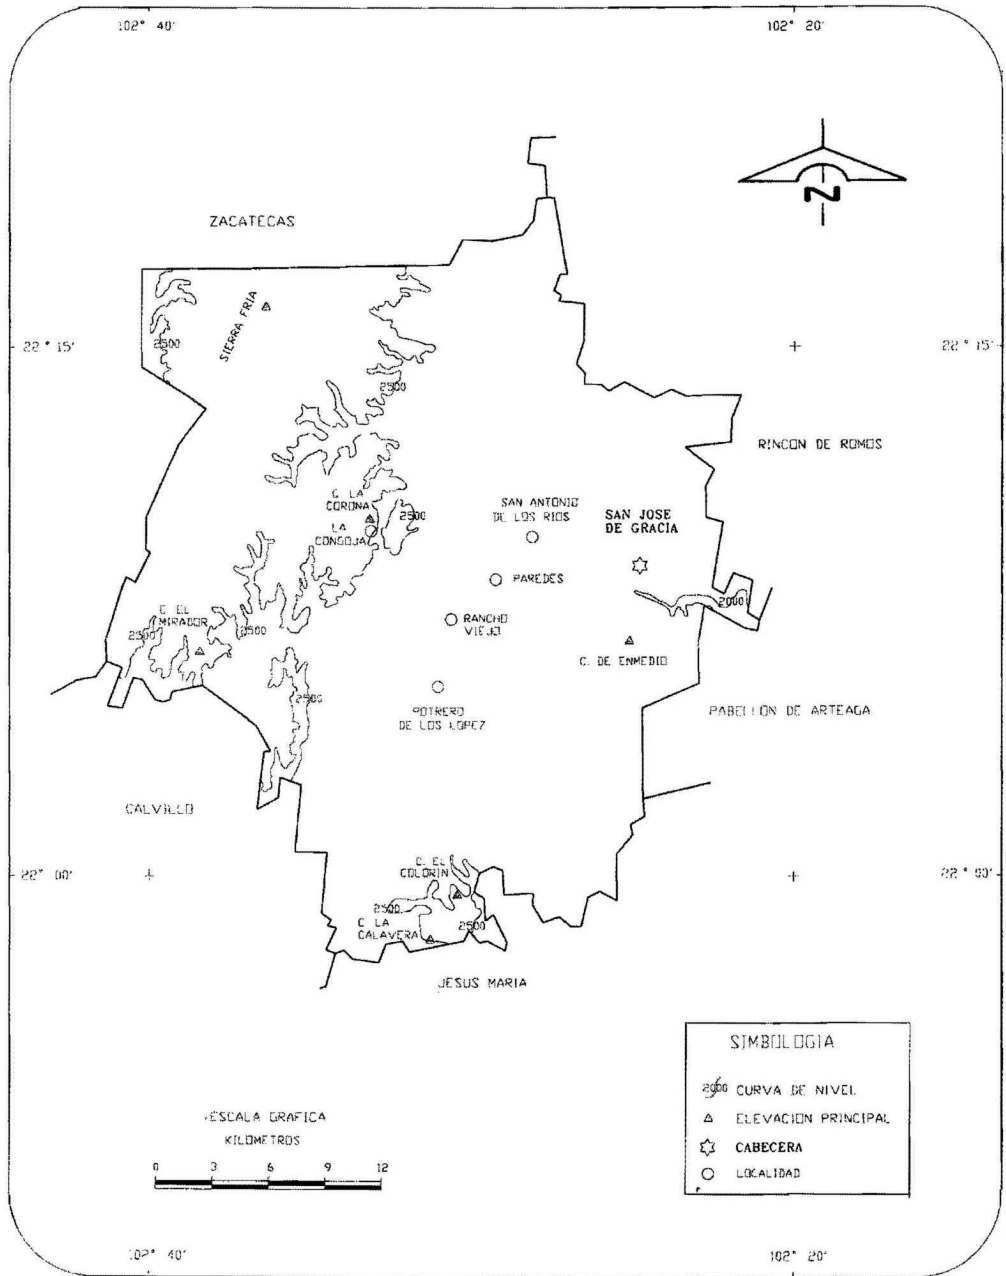 102° 40'
102° 20'
N
ZACATECAS
SIERRA FRIA
22° 15'
2500
22° 15'
2500
RINCON DE ROMOS
C LA
CORONA
2500
LA
CONGOJA
SAN ANTONIO
DE LOS RIOS
SAN JOSE
DE GRACIA
PAREDES
2000
C. EL
MIRADOR
2500
2500
RANCHO
VIEJO
C. DE ENMEDIO
2500
POTRERO
DE LOS LOPEZ
PABELLON DE ARTEAGA
CALVILLO
C. EL
COLORIN
22° 00'
22° 00'
2500
C LA
CALAVERA
2500
JESUS MARIA
SIMBOLOGIA
2000 CURVA DE NIVEL
ELEVACION PRINCIPAL
CABECERA
LOCALIDAD
ESCALA GRAFICA
KILOMETROS
0 3 6 9 12
102° 40'
102° 20'